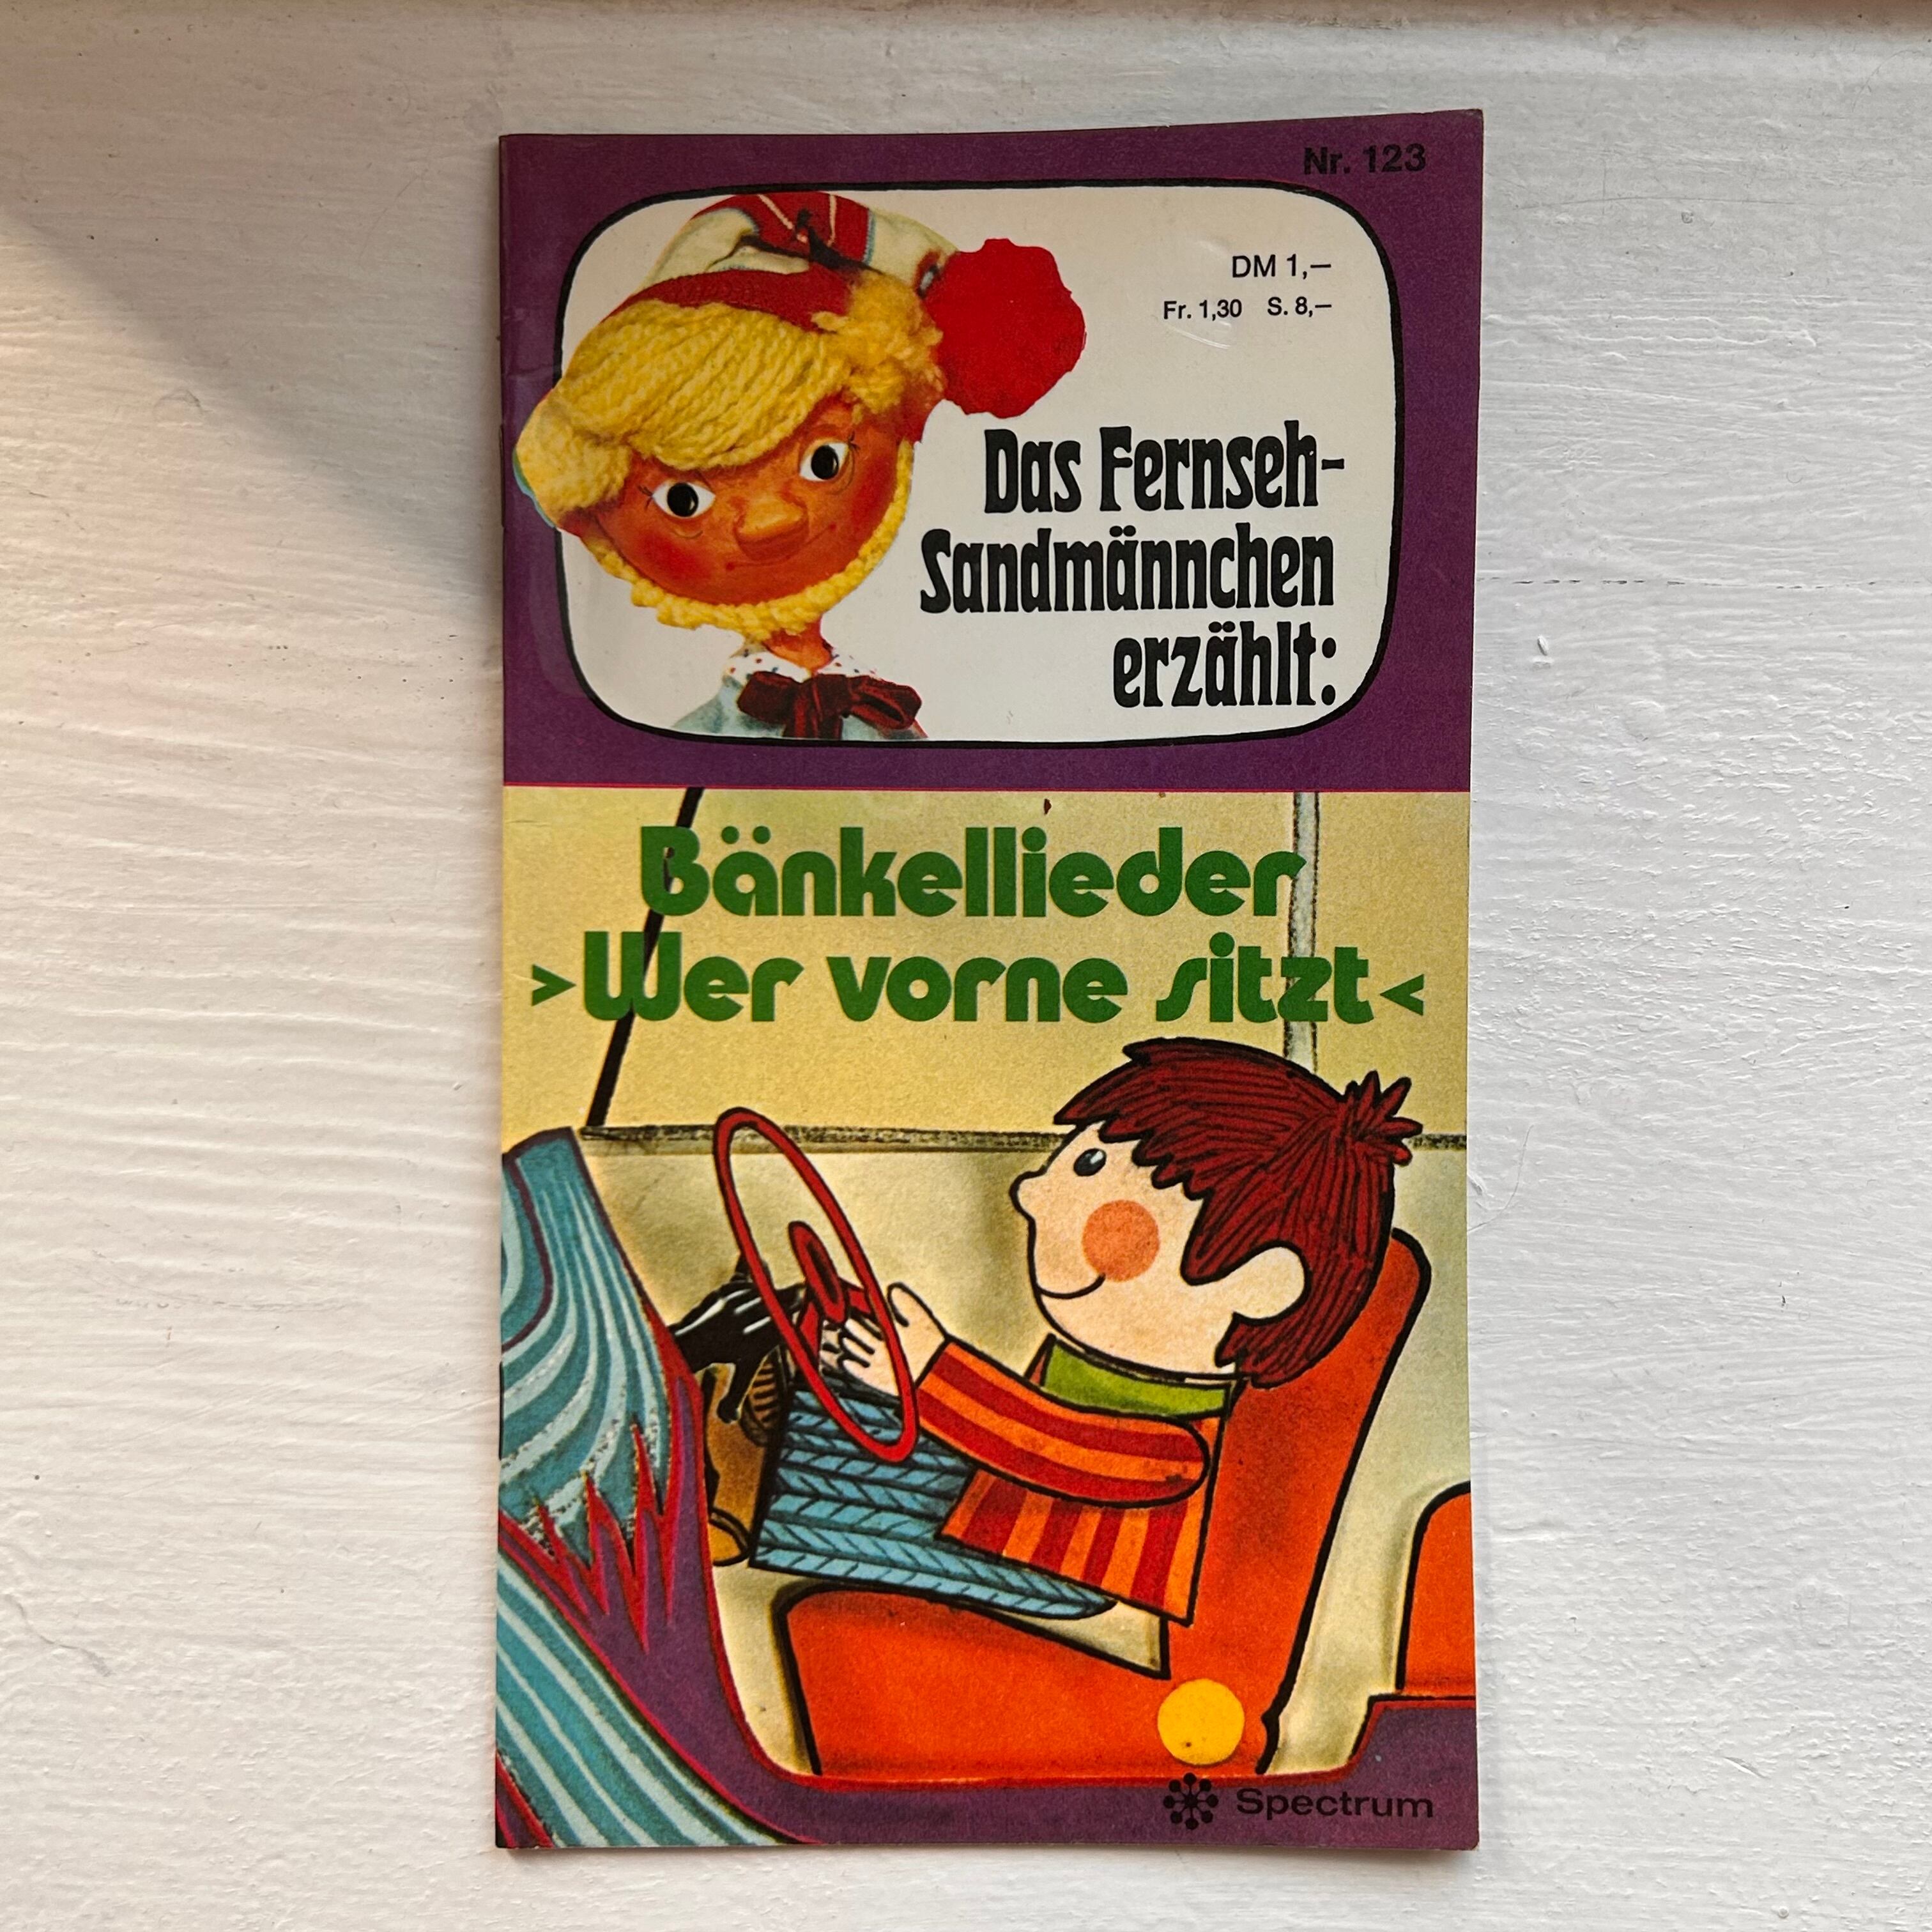 Nr. 123
DM 1,—
Fr. 1,30 S. 8,—
Das Fernseh-
Sandmännchen
erzählt:
Bänkellieder
>Wer vorne sitzt<
Spectrum